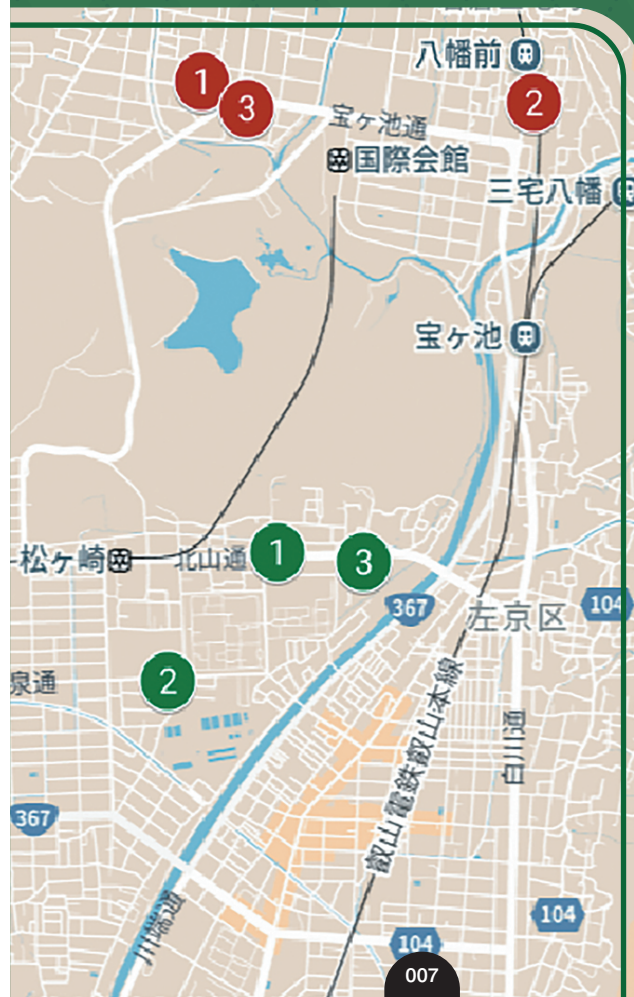 八幡前
1
3
2
宝ヶ池通
国際会館
三宅八幡
宝ヶ池
松ヶ崎
北山通
1
3
367
左京区
104
泉通
2
叡山電鉄叡山本線
白川通
367
高野川
104
104
007